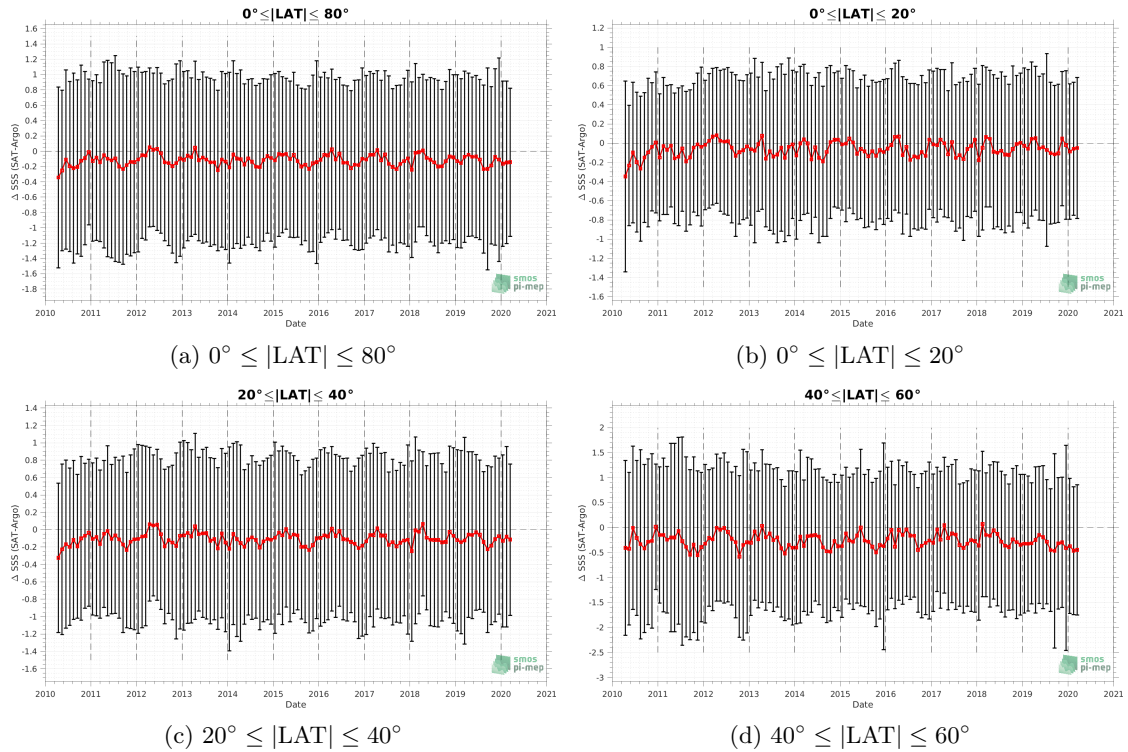 0°≤|LAT|≤ 80°
Δ SSS (SAT-Argo)
1.6
1.4
1.2
1
0.8
0.6
0.4
0.2
0
-0.2
-0.4
-0.6
-0.8
-1
-1.2
-1.4
-1.6
-1.8
2010 2011 2012 2013 2014 2015 2016 2017 2018 2019 2020 2021
Date
smos
pi-mep
(a) 0° ≤ |LAT| ≤ 80°
0°≤|LAT|≤ 20°
Δ SSS (SAT-Argo)
1.2
1
0.8
0.6
0.4
0.2
0
-0.2
-0.4
-0.6
-0.8
-1
-1.2
-1.4
-1.6
2010 2011 2012 2013 2014 2015 2016 2017 2018 2019 2020 2021
Date
smos
pi-mep
(b) 0° ≤ |LAT| ≤ 20°
20°≤|LAT|≤ 40°
Δ SSS (SAT-Argo)
1.4
1.2
1
0.8
0.6
0.4
0.2
0
-0.2
-0.4
-0.6
-0.8
-1
-1.2
-1.4
-1.6
2010 2011 2012 2013 2014 2015 2016 2017 2018 2019 2020 2021
Date
smos
pi-mep
(c) 20° ≤ |LAT| ≤ 40°
40°≤|LAT|≤ 60°
Δ SSS (SAT-Argo)
2
1.5
1
0.5
0
-0.5
-1
-1.5
-2
-2.5
-3
2010 2011 2012 2013 2014 2015 2016 2017 2018 2019 2020 2021
Date
smos
pi-mep
(d) 40° ≤ |LAT| ≤ 60°